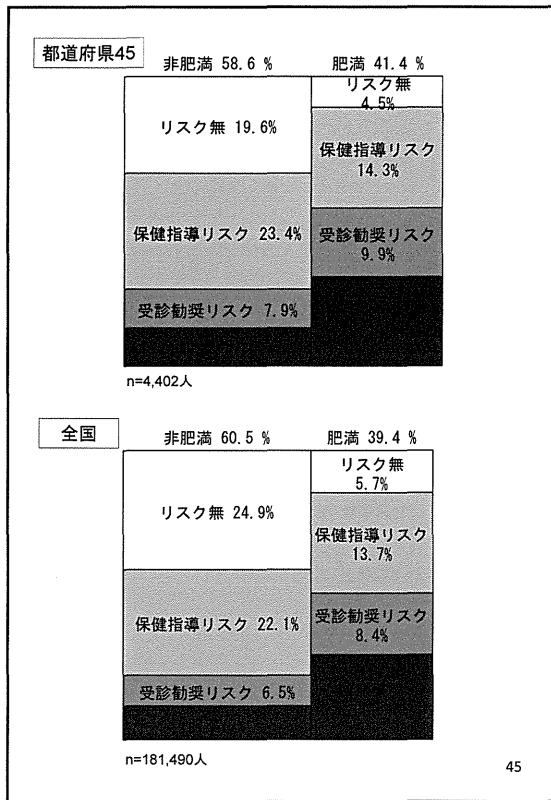 都道府県45
非肥満 58.6 % 肥満 41.4 %
リスク無 19.6%
リスク無
4.5%
保健指導リスク 23.4%
保健指導リスク
14.3%
受診勧奨リスク 7.9%
受診勧奨リスク
9.9%
n=4,402人
全国
非肥満 60.5 % 肥満 39.4 %
リスク無 24.9%
リスク無
5.7%
保健指導リスク 22.1%
保健指導リスク
13.7%
受診勧奨リスク 6.5%
受診勧奨リスク
8.4%
n=181,490人
45